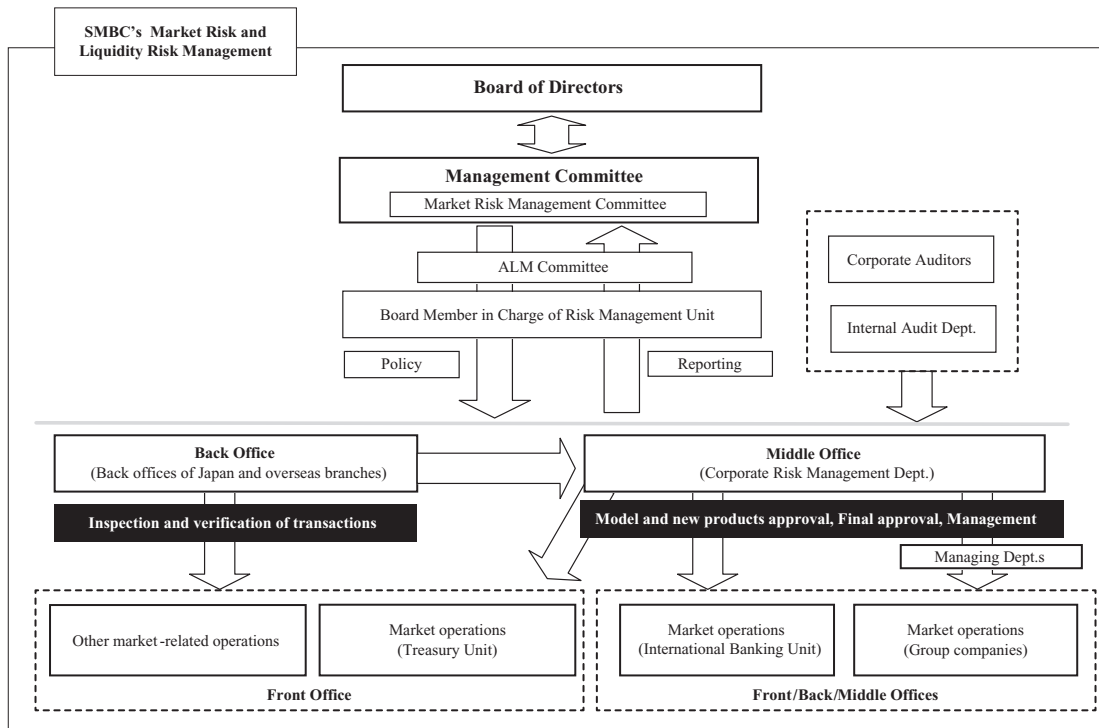 SMBC's Market Risk and
Liquidity Risk Management
Board of Directors
Management Committee
Market Risk Management Committee
ALM Committee
Board Member in Charge of Risk Management Unit
Policy
Reporting
Corporate Auditors
Internal Audit Dept.
Back Office
(Back offices of Japan and overseas branches)
Inspection and verification of transactions
Middle Office
(Corporate Risk Management Dept.)
Model and new products approval, Final approval, Management
Managing Dept.s
Other market-related operations
Market operations
(Treasury Unit)
Front Office
Market operations
(International Banking Unit)
Market operations
(Group companies)
Front/Back/Middle Offices